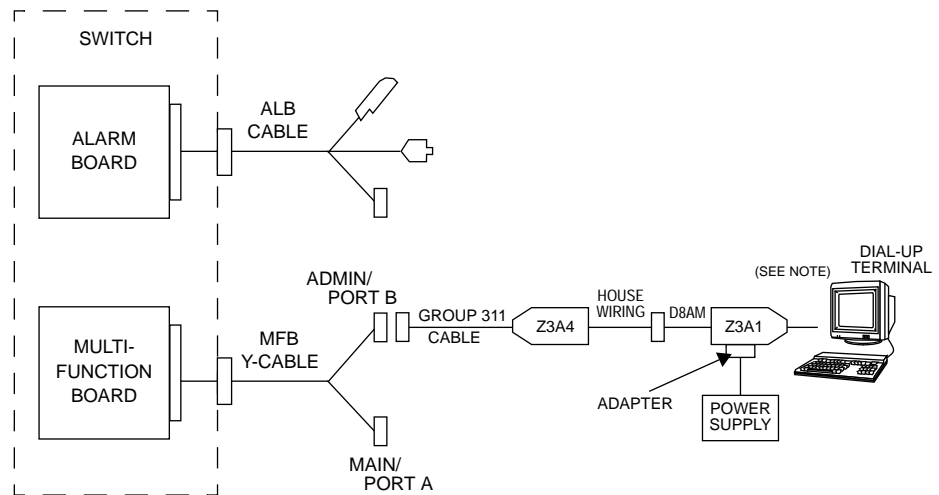 SWITCH
ALARM
BOARD
ALB
CABLE
MULTI-
FUNCTION
BOARD
MFB
Y-CABLE
ADMIN/
PORT B
MAIN/
PORT A
GROUP 311
CABLE
Z3A4
HOUSE
WIRING
D8AM
Z3A1
ADAPTER
POWER
SUPPLY
(SEE NOTE)
DIAL-UP
TERMINAL